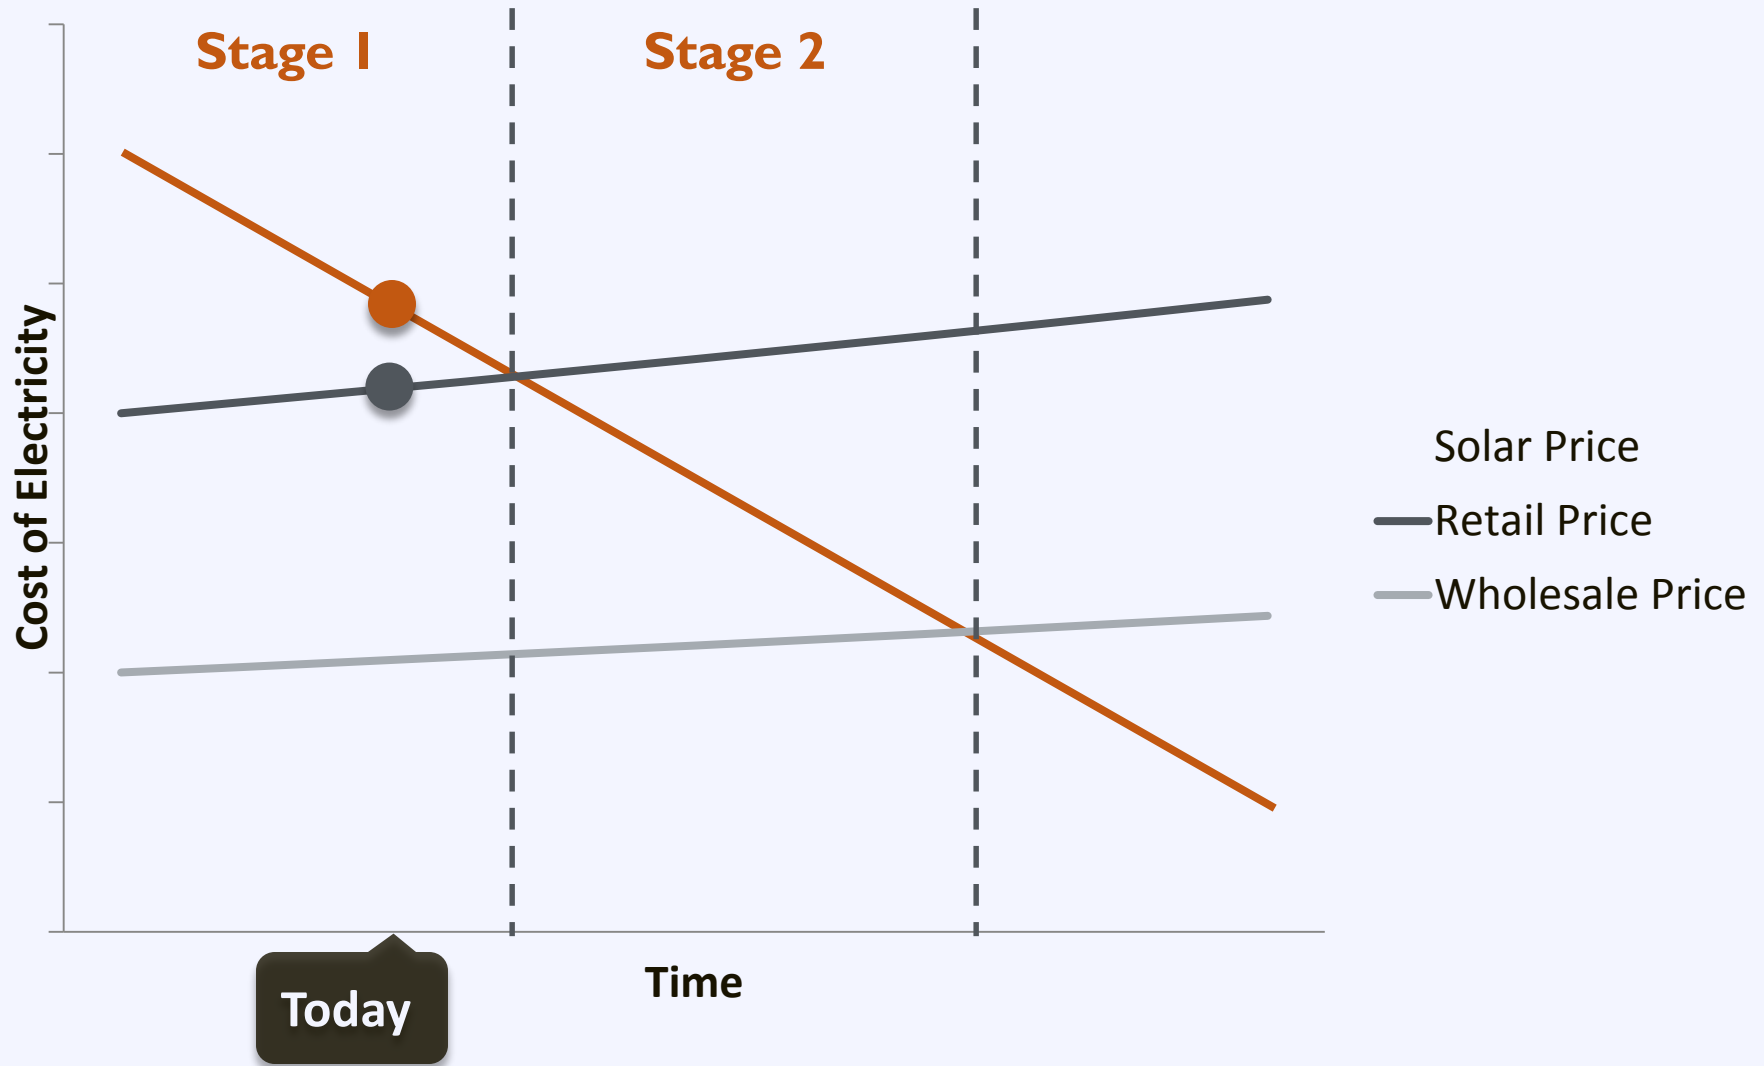 Stage 1
Stage 2
Cost of Electricity
Solar Price
Retail Price
Wholesale Price
Time
Today